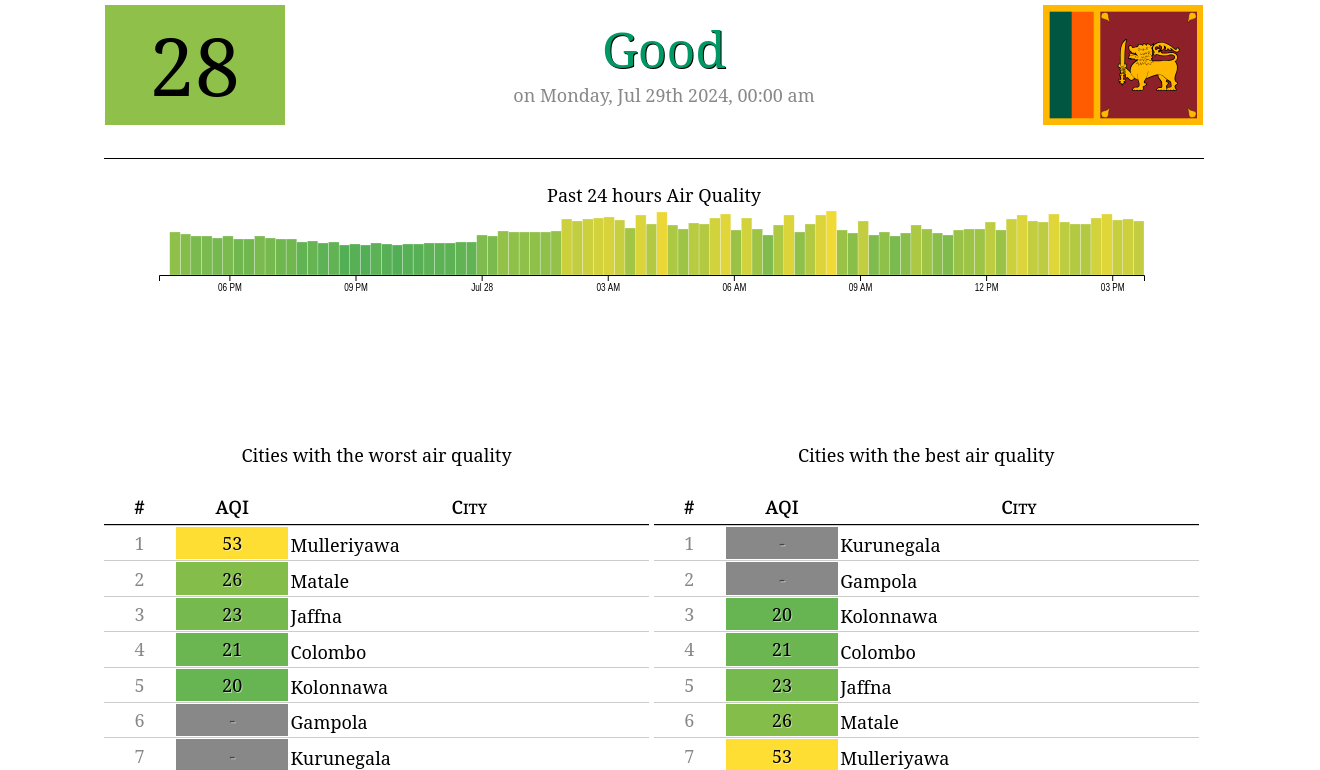 28
Good
on Monday, Jul 29th 2024, 00:00 am
Past 24 hours Air Quality
06 PM 09 PM Jul 28 03 AM 06 AM 09 AM 12 PM 03 PM
Cities with the worst air quality
# AQI City
1 53 Mulleriyawa
2 26 Matale
3 23 Jaffna
4 21 Colombo
5 20 Kolonnawa
6 - Gampola
7 - Kurunegala
Cities with the best air quality
# AQI City
1 - Kurunegala
2 - Gampola
3 20 Kolonnawa
4 21 Colombo
5 23 Jaffna
6 26 Matale
7 53 Mulleriyawa